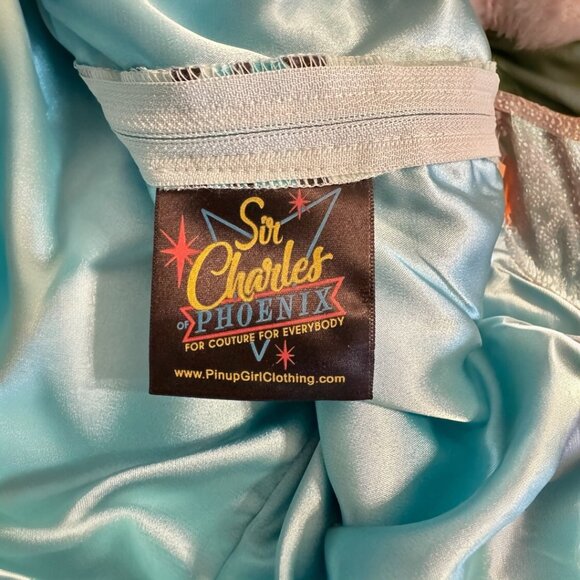 Sir
Charles
OF PHOENIX
FOR COUTURE FOR EVERYBODY
www.PinupGirlClothing.com